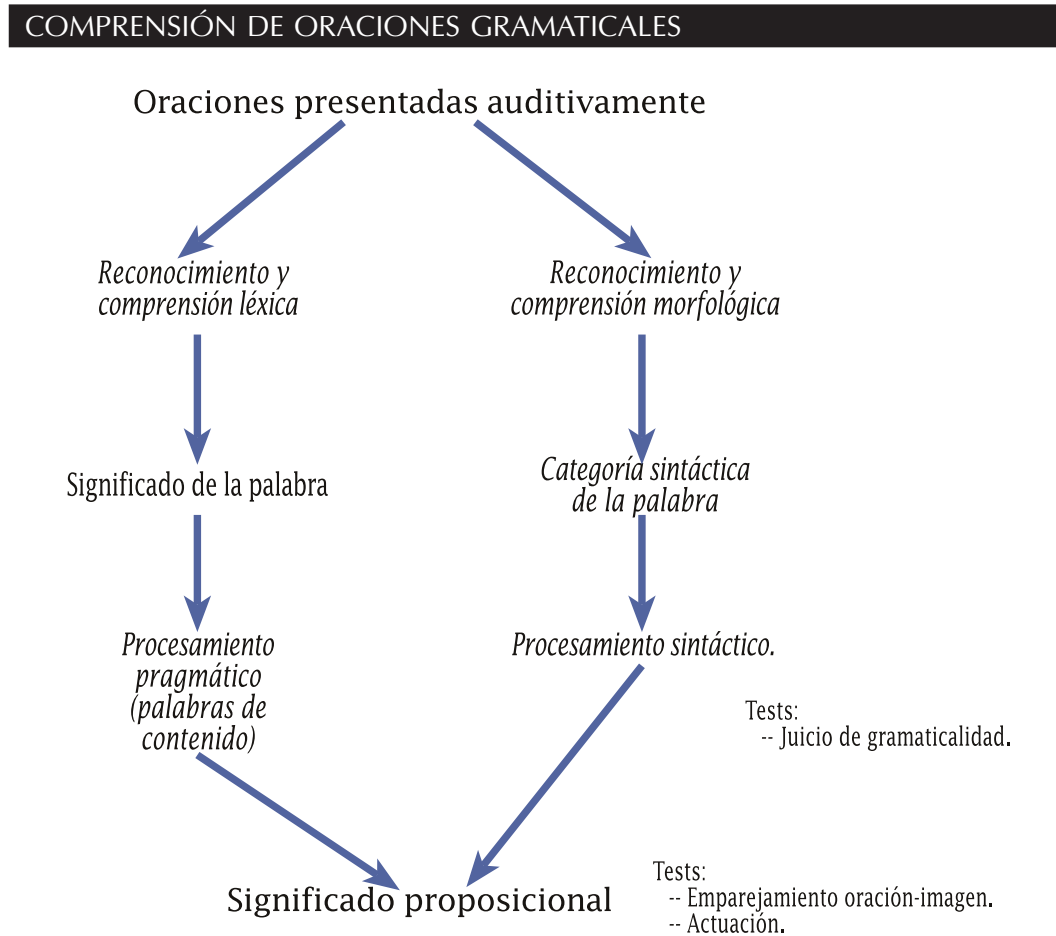 COMPRENSIÓN DE ORACIONES GRAMATICALES
Oraciones presentadas auditivamente
Reconocimiento y
comprensión léxica
Reconocimiento y
comprensión morfológica
Significado de la palabra
Categoría sintáctica
de la palabra
Procesamiento
pragmático
(palabras de
contenido)
Procesamiento sintáctico.
Tests:
-- Juicio de gramaticalidad.
Significado proposicional
Tests:
-- Emparejamiento oración-imagen.
-- Actuación.